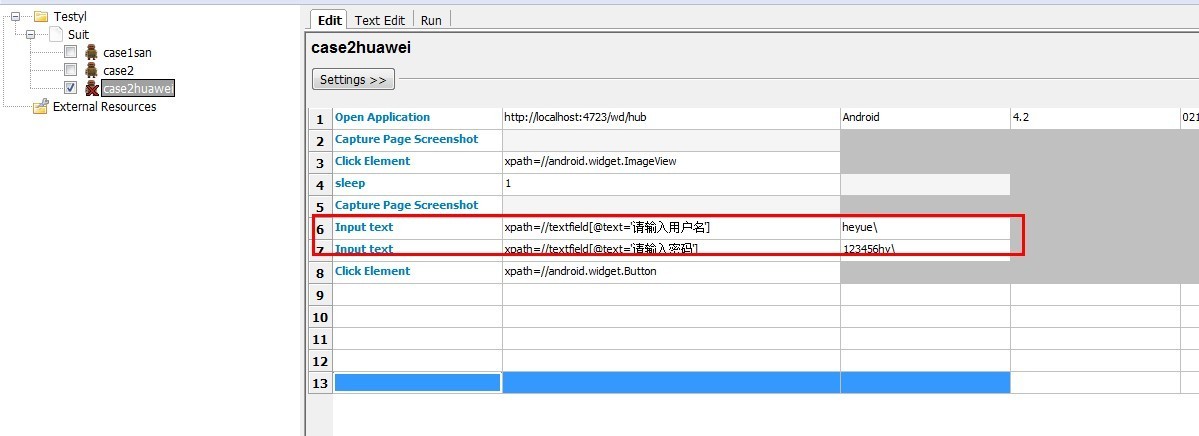 Testyl
Suit
case1san
case2
case2huawei
External Resources
Edit Text Edit Run
case2huawei
Settings >>
1 Open Application http://localhost:4723/wd/hub Android 4.2 021
2 Capture Page Screenshot
3 Click Element xpath=//android.widget.ImageView
4 sleep 1
5 Capture Page Screenshot
6 Input text xpath=//textfield[@text='请输入用户名'] heyue\
7 Input text xpath=//textfield[@text='请输入密码'] 123456hy\
8 Click Element xpath=//android.widget.Button
9
10
11
12
13